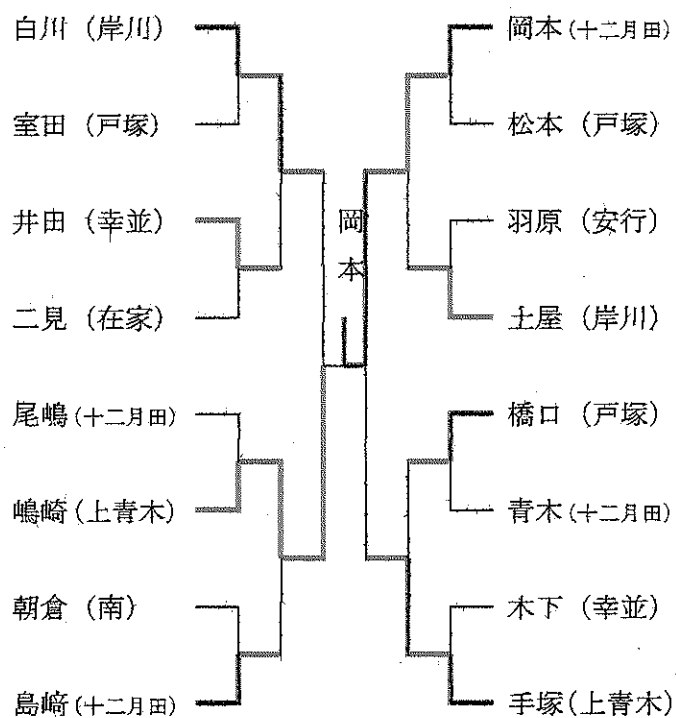 白川（岸川）
室田（戸塚）
井田（幸並）
二見（在家）
尾嶋（十二月田）
嶋崎（上青木）
朝倉（南）
島﨑（十二月田）
岡本
岡本（十二月田）
松本（戸塚）
羽原（安行）
土屋（岸川）
橋口（戸塚）
青木（十二月田）
木下（幸並）
手塚（上青木）